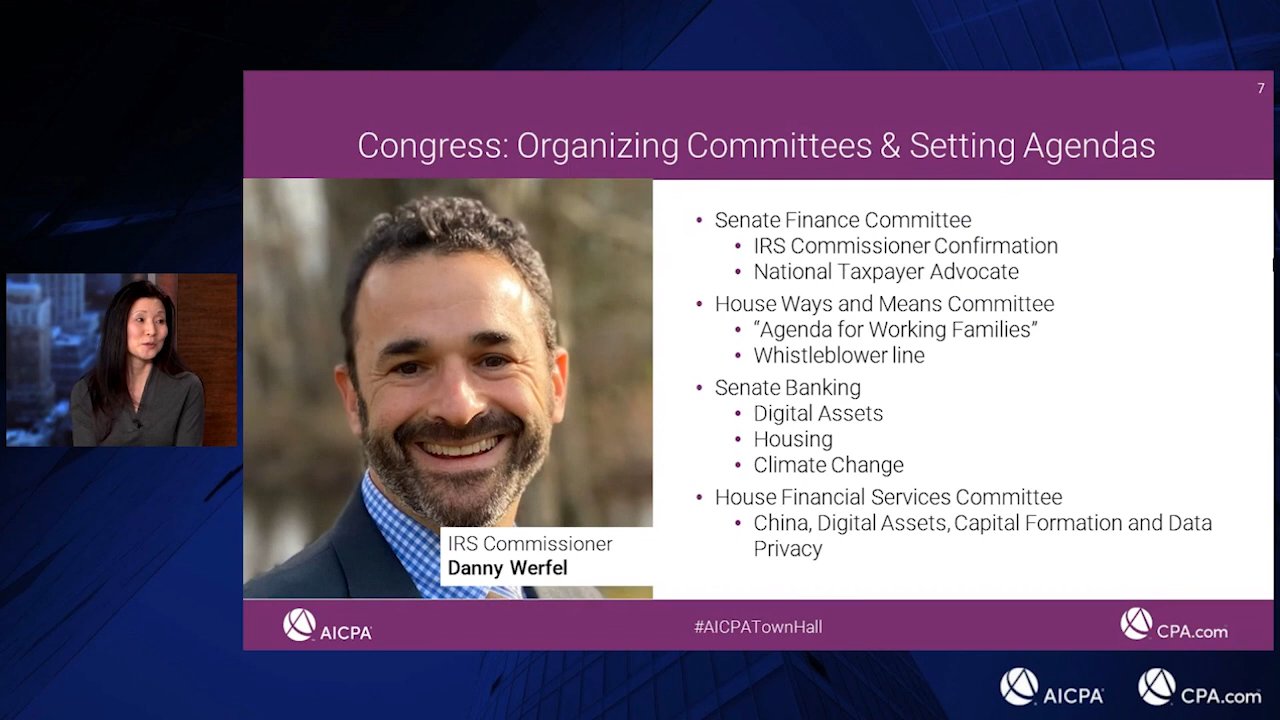 7
Congress: Organizing Committees & Setting Agendas
• Senate Finance Committee
• IRS Commissioner Confirmation
• National Taxpayer Advocate
• House Ways and Means Committee
• “Agenda for Working Families”
• Whistleblower line
• Senate Banking
• Digital Assets
• Housing
• Climate Change
• House Financial Services Committee
• China, Digital Assets, Capital Formation and Data
Privacy
IRS Commissioner
Danny Werfel
AICPA
#AICPATownHall
CPA.com
AICPA
CPA.com